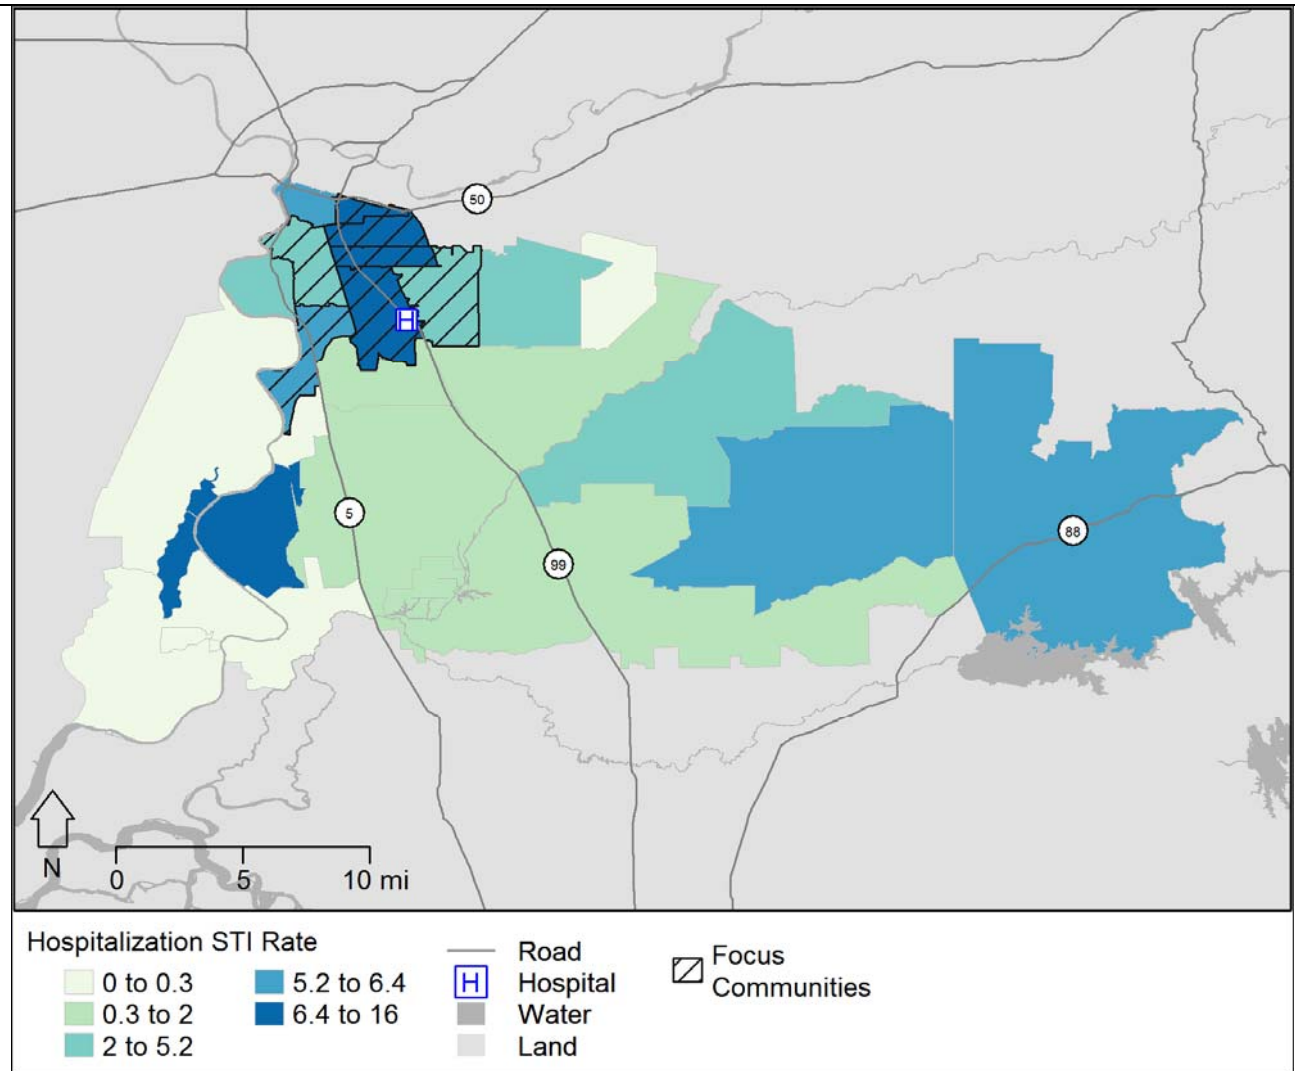 50
H
5
88
99
N
0 5 10 mi
Hospitalization STI Rate
0 to 0.3
0.3 to 2
2 to 5.2
5.2 to 6.4
6.4 to 16
Road
H Hospital
Water
Land
Focus
Communities